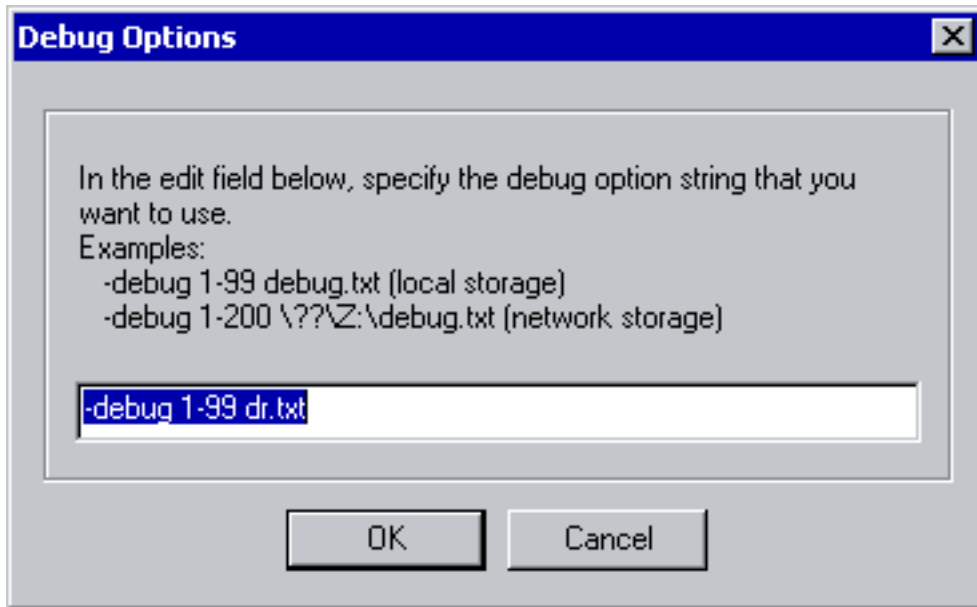 Debug Options
In the edit field below, specify the debug option string that you
want to use.
Examples:
-debug 1-99 debug.txt (local storage)
-debug 1-200 \??\Z:\debug.txt (network storage)
-debug 1-99 dr.txt
OK Cancel